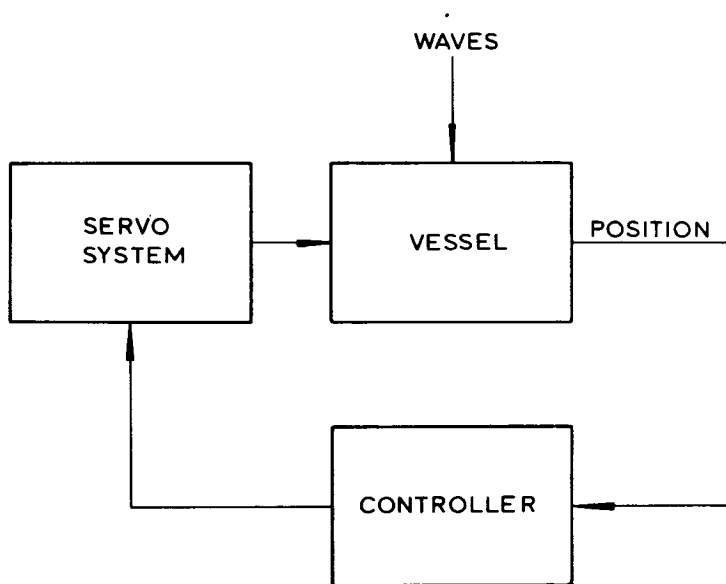 WAVES
SERVO
SYSTEM
VESSEL
POSITION
CONTROLLER